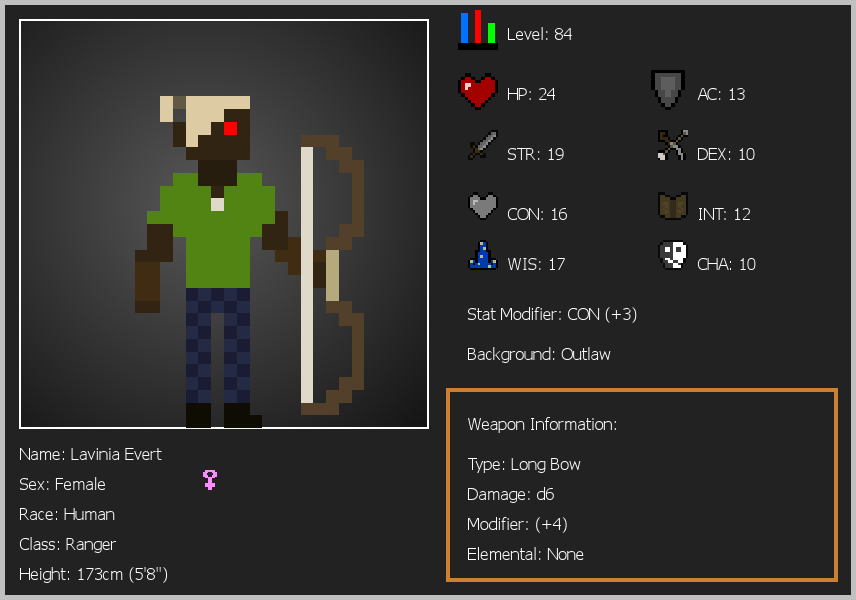 Level: 84
HP: 24
AC: 13
STR: 19
DEX: 10
CON: 16
INT: 12
WIS: 17
CHA: 10
Stat Modifier: CON (+3)
Background: Outlaw
Weapon Information:
Type: Long Bow
Damage: d6
Modifier: (+4)
Elemental: None
Name: Lavinia Evert
Sex: Female
Race: Human
Class: Ranger
Height: 173cm (5'8")